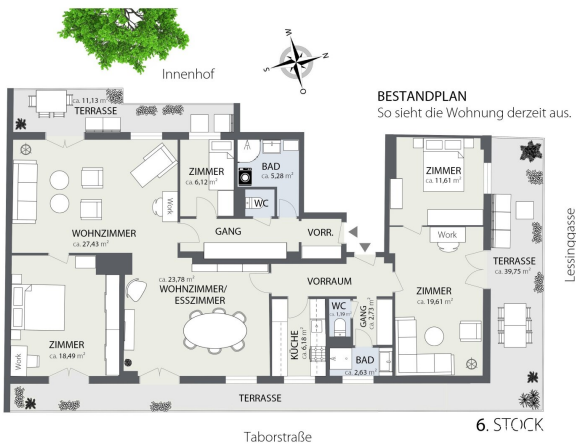 Innenhof
W
N
S
O
BESTANDPLAN
So sieht die Wohnung derzeit aus.
ca. 11,13 m²
TERRASSE
ZIMMER
ca. 6,12 m²
BAD
ca. 5,28 m²
WC
Work
WOHNZIMMER
ca. 27,43 m²
GANG
VORR.
ZIMMER
ca. 11,61 m²
Work
TERRASSE
ca. 39,75 m²
Lessinggasse
ca. 23,78 m²
WOHNZIMMER/
ESSZIMMER
VORRAUM
ZIMMER
ca. 19,61 m²
ZIMMER
ca. 18,49 m²
Work
KÜCHE
ca. 6,18 m²
WC
ca. 1,19 m²
GANG
ca. 2,73 m²
BAD
ca. 2,63 m²
TERRASSE
6. STOCK
Taborstraße